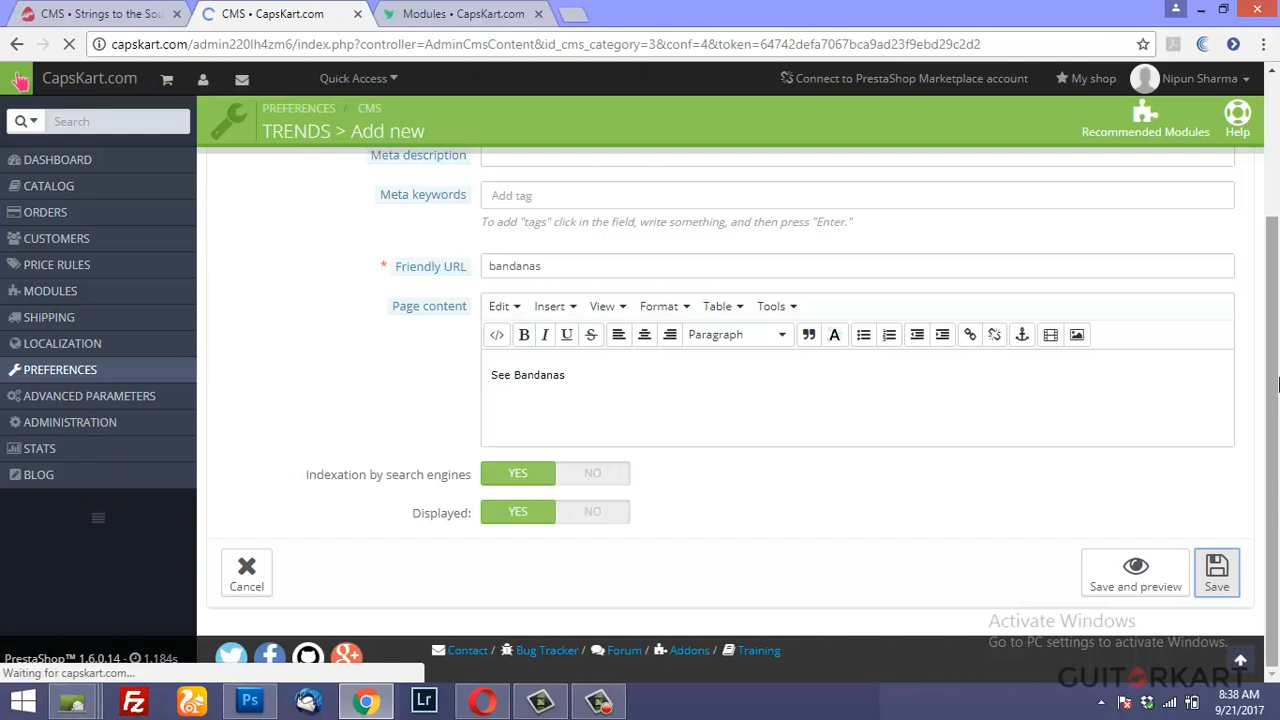 CMS • Strings to the Sou
CMS • CapsKart.com
Modules • CapsKart.com
capskart.com/admin220lh4zm6/index.php?controller=AdminCmsContent&id_cms_category=3&conf=4&token=64742defa7067bca9ad23f9ebd29c2d2
CapsKart.com
Quick Access
Connect to PrestaShop Marketplace account
My shop
Nipun Sharma
Search
PREFERENCES / CMS
TRENDS > Add new
Recommended Modules
Help
DASHBOARD
CATALOG
ORDERS
CUSTOMERS
PRICE RULES
MODULES
SHIPPING
LOCALIZATION
PREFERENCES
ADVANCED PARAMETERS
ADMINISTRATION
STATS
BLOG
Meta description
Meta keywords
Add tag
To add "tags" click in the field, write something, and then press "Enter."
* Friendly URL
bandanas
Page content
Edit Insert View Format Table Tools
</> B I U S Paragraph A
See Bandanas
Indexation by search engines
YES NO
Displayed:
YES NO
Cancel
Save and preview
Save
Activate Windows
Go to PC settings to activate Windows.
Contact / Bug Tracker / Forum / Addons / Training
PrestaShop™ 1.6.0.14 - 1.184s
Waiting for capskart.com...
GUITARKART
Fz
Ps
Lr
8:38 AM
9/21/2017